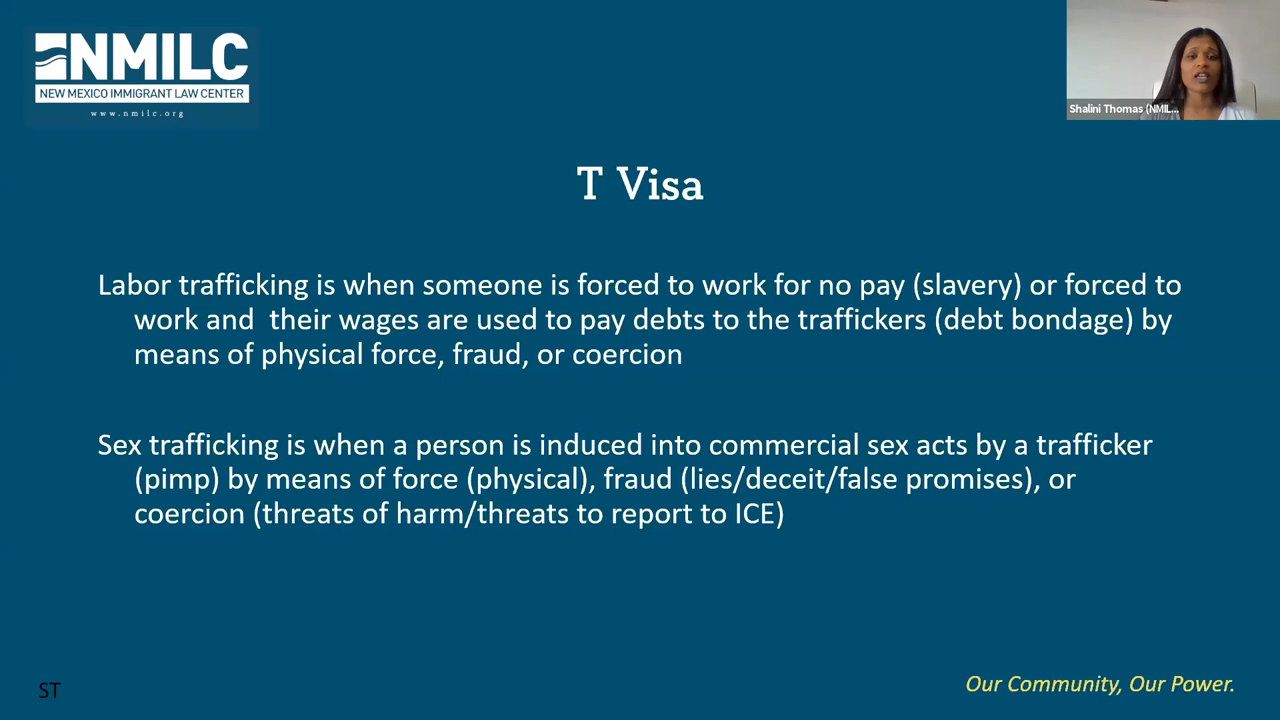 NMILC
NEW MEXICO IMMIGRANT LAW CENTER
www.nmilc.org
Shalini Thomas (NMIL...
T Visa
Labor trafficking is when someone is forced to work for no pay (slavery) or forced to
work and  their wages are used to pay debts to the traffickers (debt bondage) by
means of physical force, fraud, or coercion
Sex trafficking is when a person is induced into commercial sex acts by a trafficker
(pimp) by means of force (physical), fraud (lies/deceit/false promises), or
coercion (threats of harm/threats to report to ICE)
ST
Our Community, Our Power.